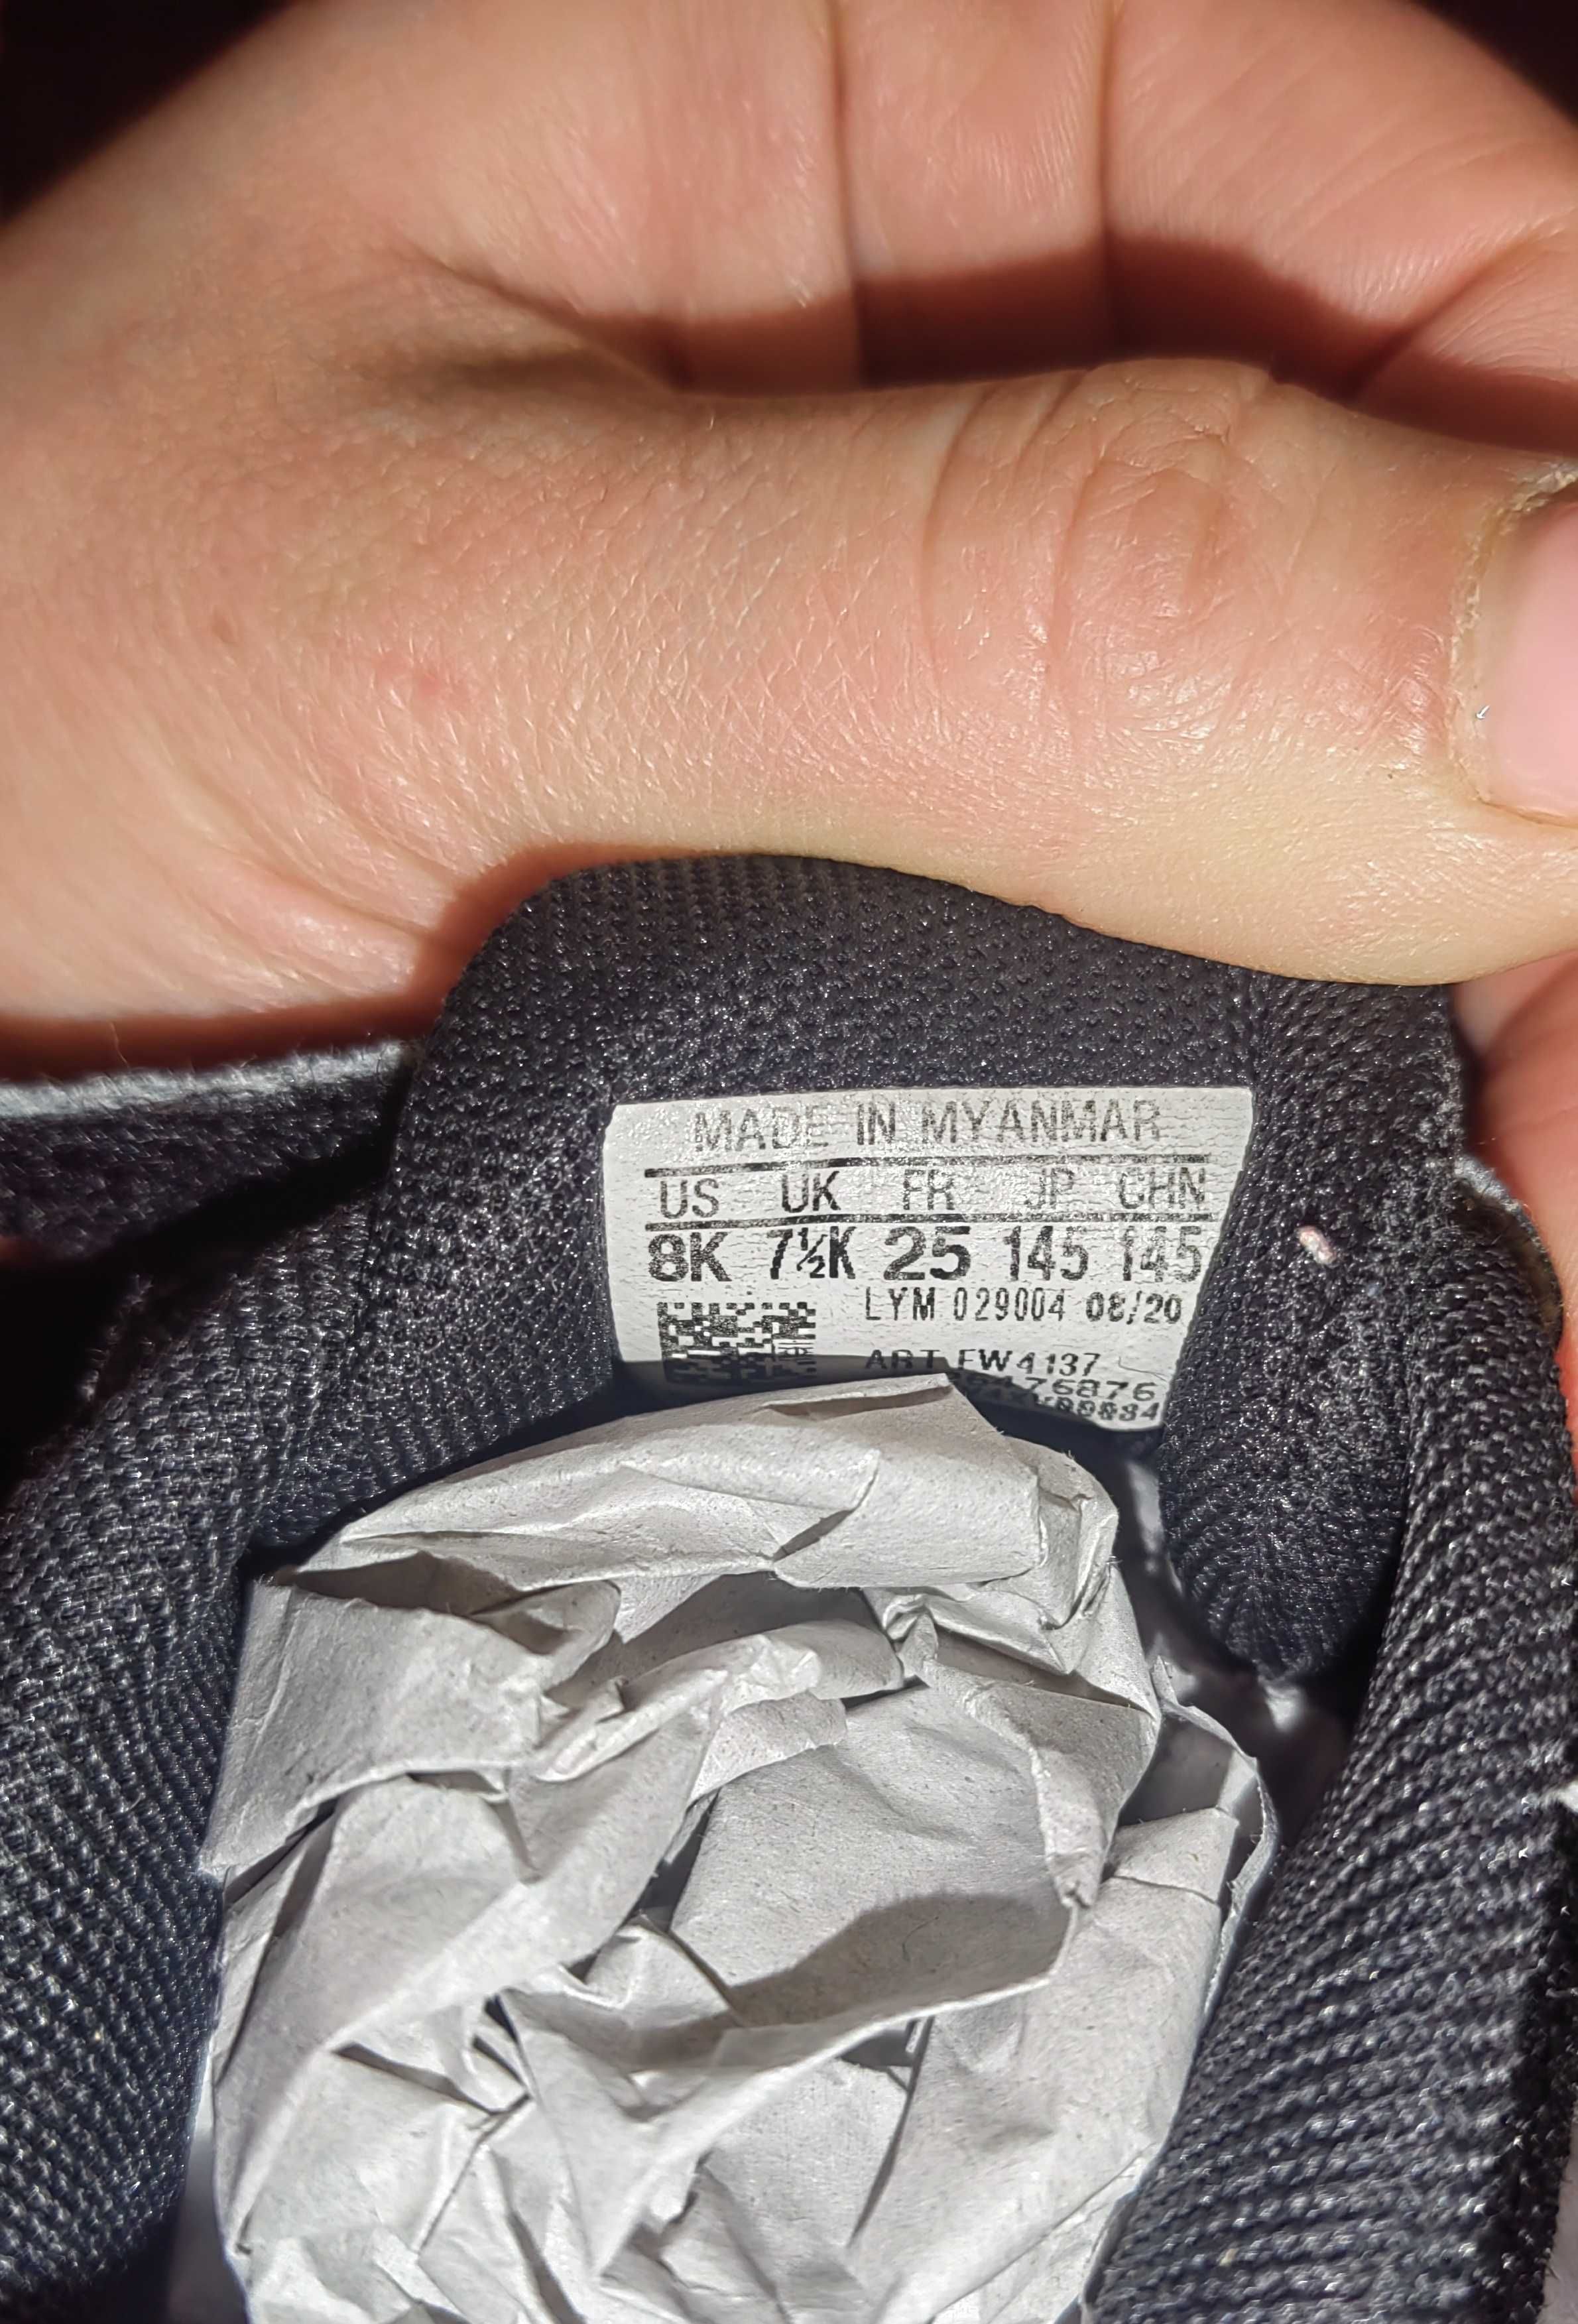 MADE IN MYANMAR
US UK FR JP CHN
8K 7½K 25 145 145
LYM 029004 08/20
ART FW4137